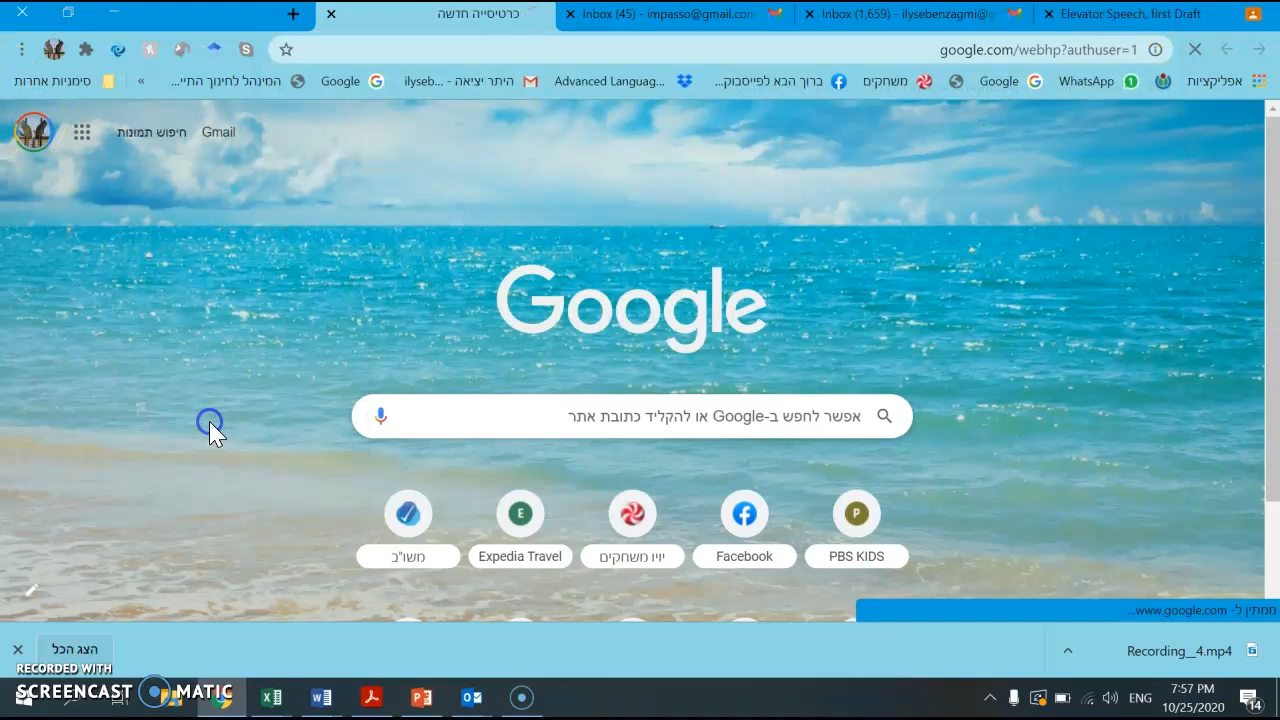 כרטיסייה חדשה
Inbox (45) - impasso@gmail.com
Inbox (1,659) - ilysebenzagmi@g
Elevator Speech, first Draft
google.com/webhp?authuser=1
אפליקציות
WhatsApp
Google
משחקים
ברוך הבא לפייסבוק...
Advanced Languag...
היתר יציאה - ilyseb...
Google
המינהל לחינוך התיי...
»
סימניות אחרות
חיפוש תמונות
Gmail
Google
אפשר לחפש ב-Google או להקליד כתובת אתר
E
P
משו"ב
Expedia Travel
יויו משחקים
Facebook
PBS KIDS
ממתין ל- www.google.com...
הצג הכל
Recording_4.mp4
RECORDED WITH
SCREENCAST MATIC
ENG
7:57 PM
10/25/2020
14